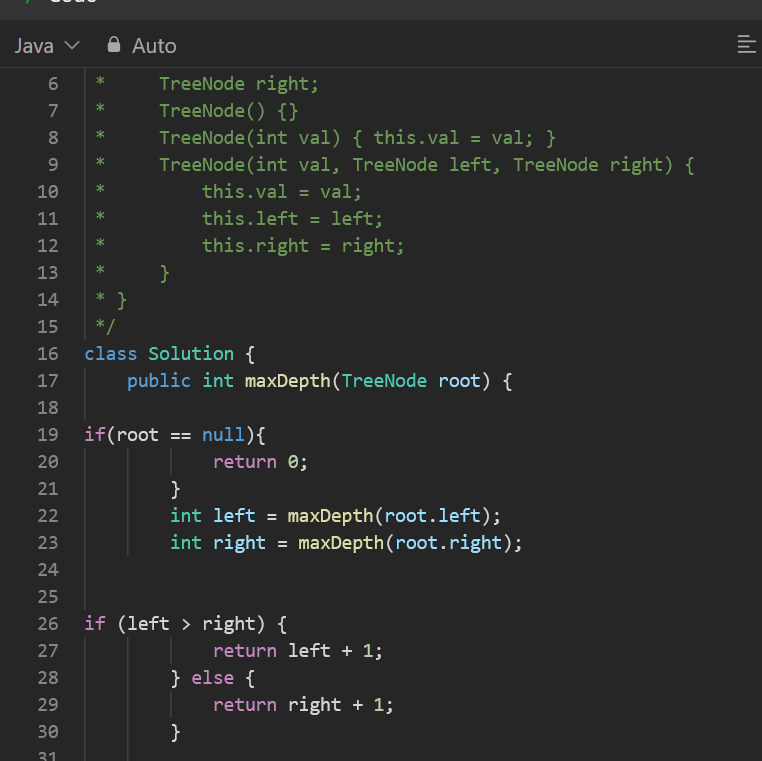 Code
Java Auto
6 * TreeNode right;
7 * TreeNode() {}
8 * TreeNode(int val) { this.val = val; }
9 * TreeNode(int val, TreeNode left, TreeNode right) {
10 * this.val = val;
11 * this.left = left;
12 * this.right = right;
13 * }
14 * }
15 */
16 class Solution {
17 public int maxDepth(TreeNode root) {
18
19 if(root == null){
20 return 0;
21 }
22 int left = maxDepth(root.left);
23 int right = maxDepth(root.right);
24
25
26 if (left > right) {
27 return left + 1;
28 } else {
29 return right + 1;
30 }
31